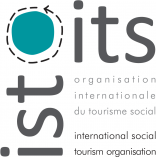 its
ist
organisation
internationale
du tourisme social
international social
tourism organisation